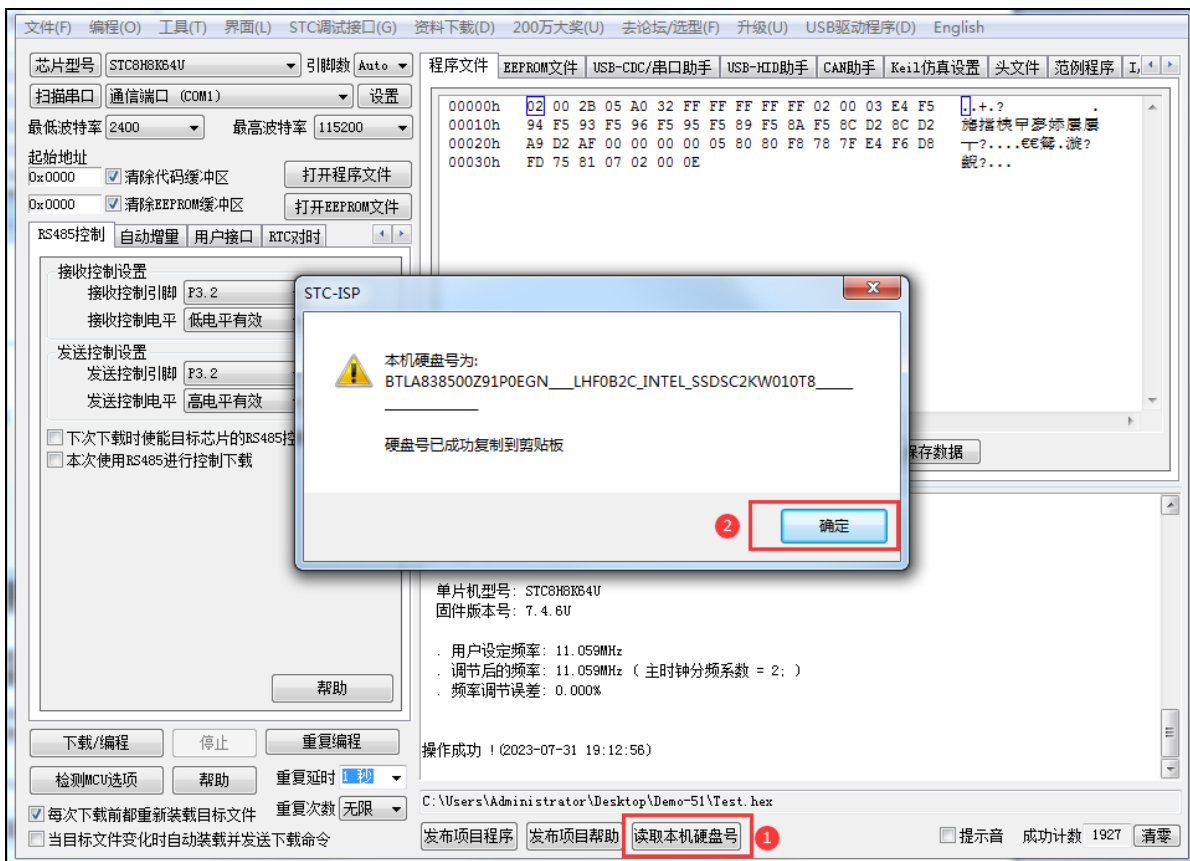 文件(F) 编程(O) 工具(T) 界面(L) STC调试接口(G) 资料下载(D) 200万大奖(U) 去论坛/选型(F) 升级(U) USB驱动程序(D) English
芯片型号 STC8H8K64U 引脚数 Auto
扫描串口 通信端口 (COM1) 设置
最低波特率 2400 最高波特率 115200
起始地址
0x0000 清除代码缓冲区 打开程序文件
0x0000 清除EEPROM缓冲区 打开EEPROM文件
RS485控制 自动增量 用户接口 RTC对时
接收控制设置
接收控制引脚 P3.2
接收控制电平 低电平有效
发送控制设置
发送控制引脚 P3.2
发送控制电平 高电平有效
下次下载时使能目标芯片的RS485控
本次使用RS485进行控制下载
帮助
下载/编程 停止 重复编程
检测MCU选项 帮助 重复延时 1 秒
每次下载前都重新装载目标文件 重复次数 无限
当目标文件变化时自动装载并发送下载命令
程序文件 EEPROM文件 USB-CDC/串口助手 USB-HID助手 CAN助手 Keil仿真设置 头文件 范例程序 I,
00000h 02 00 2B 05 A0 32 FF FF FF FF FF 02 00 03 E4 F5 ..+.? .
00010h 94 F5 93 F5 96 F5 95 F5 89 F5 8A F5 8C D2 8C D2
00020h A9 D2 AF 00 00 00 00 05 80 80 F8 78 7F E4 F6 D8
00030h FD 75 81 07 02 00 0E
STC-ISP
本机硬盘号为:
BTLA838500Z91P0EGN___LHF0B2C_INTEL_SSDSC2KW010T8_____
____________
硬盘号已成功复制到剪贴板
2
确定
保存数据
单片机型号: STC8H8K64U
固件版本号: 7.4.6U
. 用户设定频率: 11.059MHz
. 调节后的频率: 11.059MHz ( 主时钟分频系数 = 2; )
. 频率调节误差: 0.000%
操作成功 !(2023-07-31 19:12:56)
C:\Users\Administrator\Desktop\Demo-51\Test.hex
发布项目程序 发布项目帮助 读取本机硬盘号 1 提示音 成功计数 1927 清零